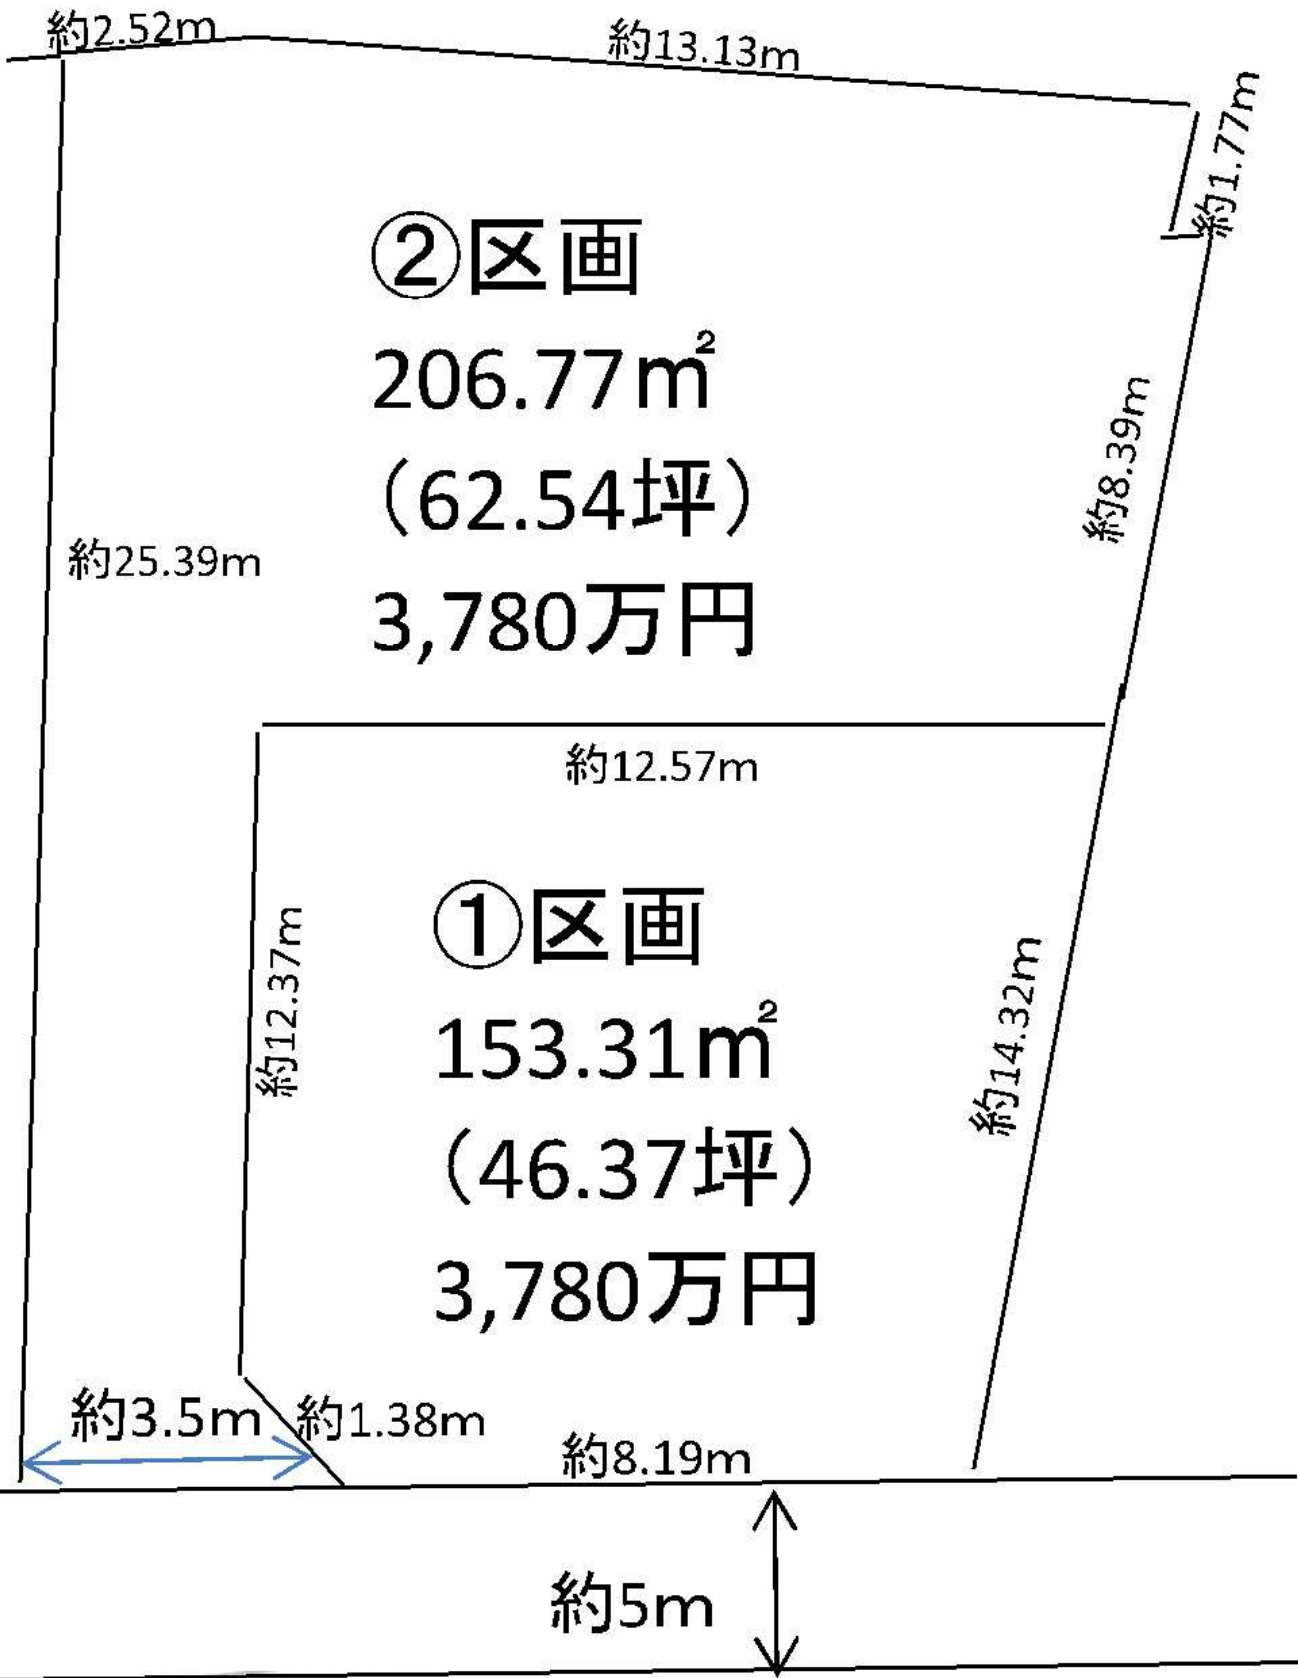 約2.52m
約13.13m
約1.77m
②区画
206.77㎡
（62.54坪）
3,780万円
約8.39m
約25.39m
約12.57m
①区画
153.31㎡
（46.37坪）
3,780万円
約12.37m
約14.32m
約3.5m
約1.38m
約8.19m
約5m